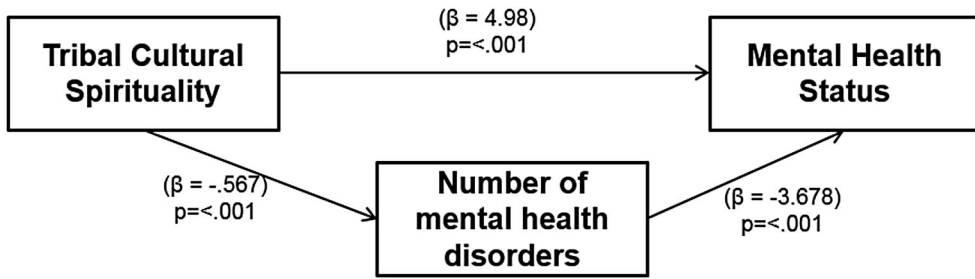 (β = 4.98)
p=<.001
Tribal Cultural
Spirituality
Mental Health
Status
(β = -.567)
p=<.001
Number of
mental health
disorders
(β = -3.678)
p=<.001